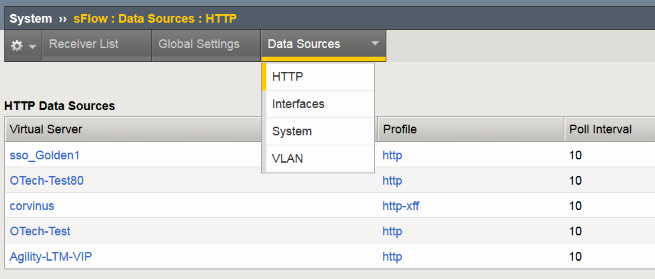 System ›› sFlow : Data Sources : HTTP
Receiver List Global Settings Data Sources
HTTP
Interfaces
System
VLAN
HTTP Data Sources
Virtual Server Profile Poll Interval
sso_Golden1 http 10
OTech-Test80 http 10
corvinus http-xff 10
OTech-Test http 10
Agility-LTM-VIP http 10